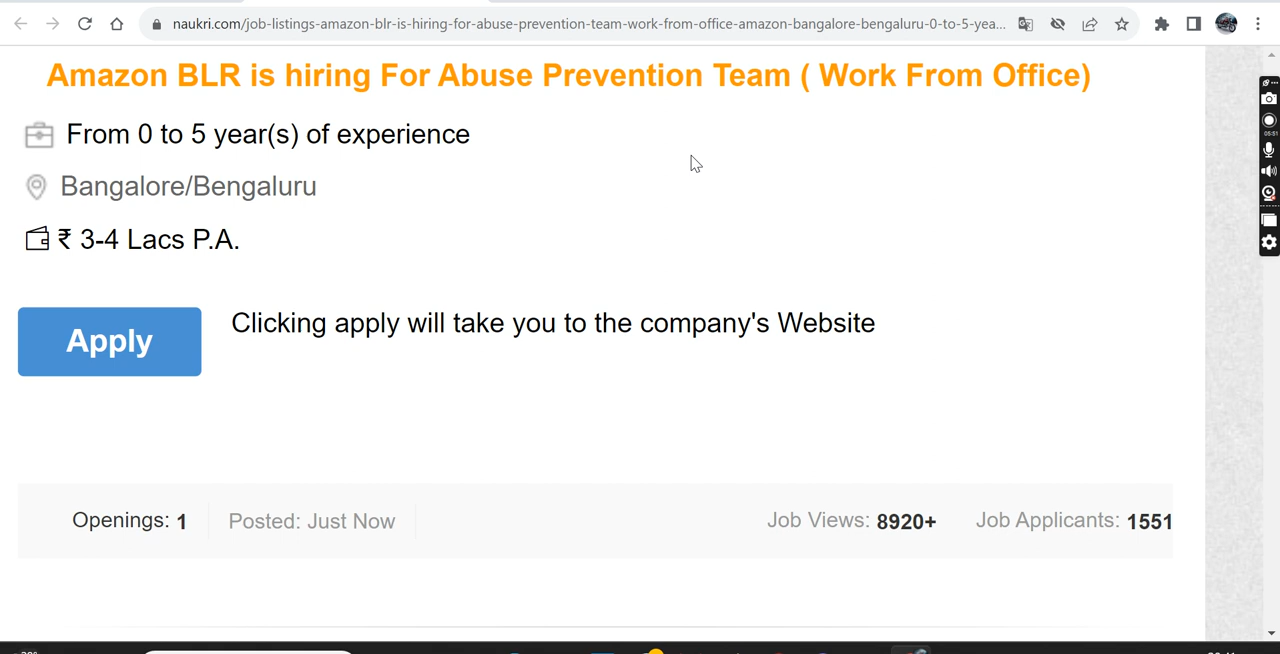 naukri.com/job-listings-amazon-blr-is-hiring-for-abuse-prevention-team-work-from-office-amazon-bangalore-bengaluru-0-to-5-yea...
Amazon BLR is hiring For Abuse Prevention Team ( Work From Office)
From 0 to 5 year(s) of experience
Bangalore/Bengaluru
₹ 3-4 Lacs P.A.
Apply
Clicking apply will take you to the company's Website
Openings: 1
Posted: Just Now
Job Views: 8920+
Job Applicants: 1551
05:51